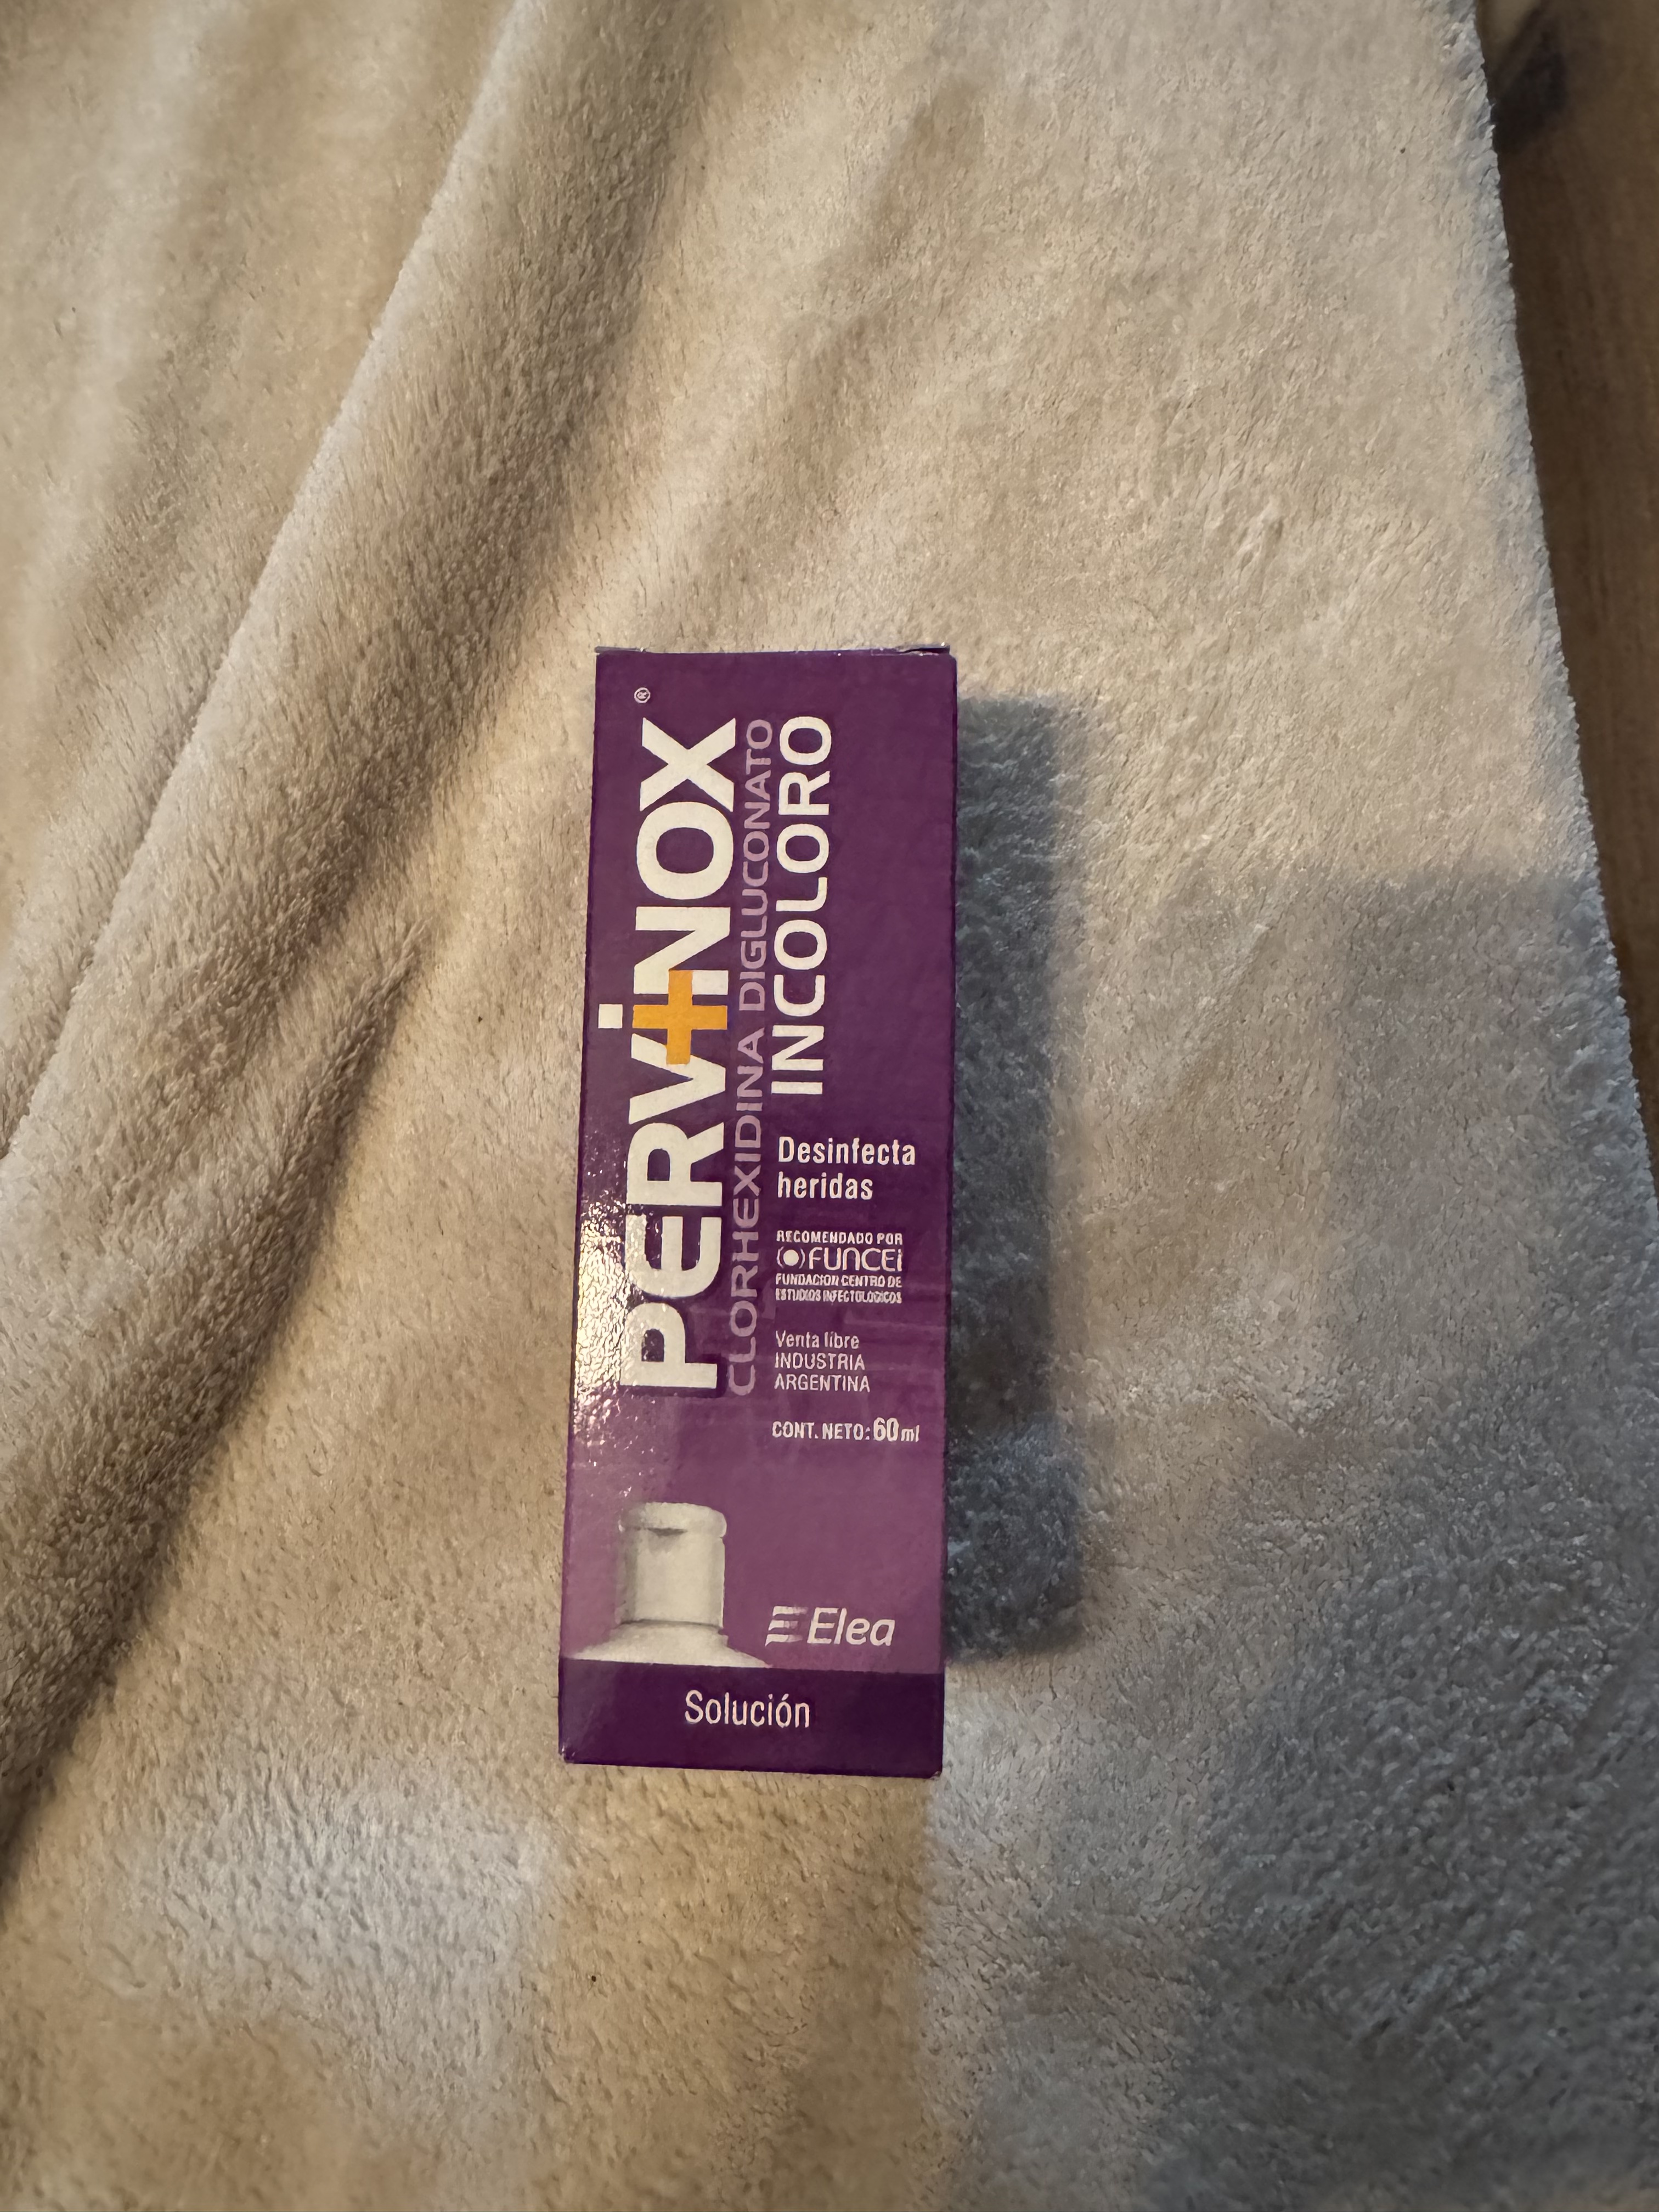 PERVINOX®
CLORHEXIDINA DIGLUCONATO
INCOLORO
Desinfecta
heridas
RECOMENDADO POR
FUNCEI
FUNDACION CENTRO DE
ESTUDIOS INFECTOLOGICOS
Venta libre
INDUSTRIA
ARGENTINA
CONT. NETO: 60 ml
Elea
Solución